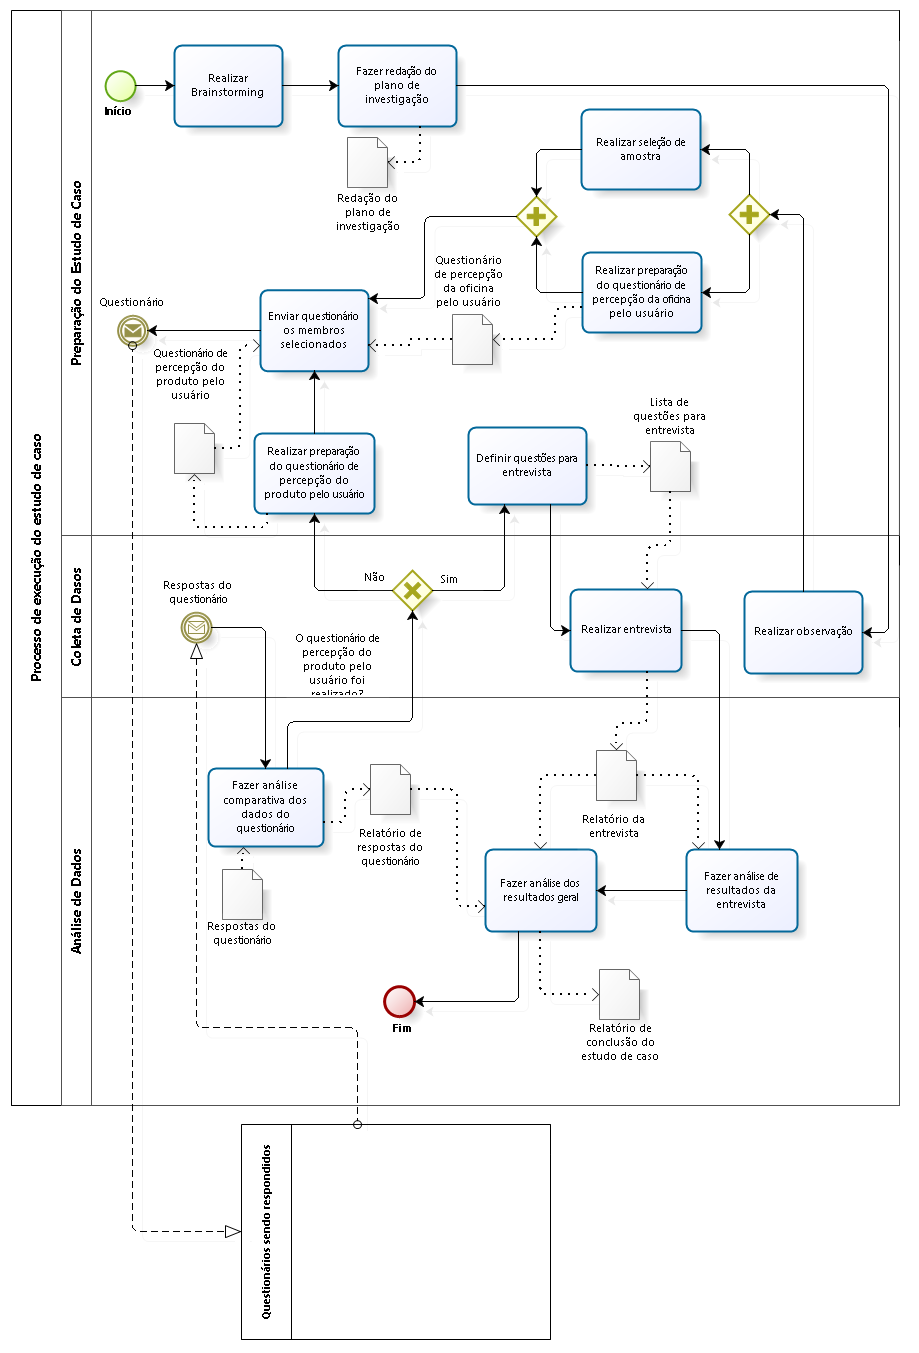 Processo de execução do estudo de caso
Preparação do Estudo de Caso
Início
Realizar
Brainstorming
Fazer redação do
plano de
investigação
Redação do
plano de
investigação
Realizar seleção de
amostra
Realizar preparação
do questionário de
percepção da oficina
pelo usuário
Questionário
de percepção
da oficina
pelo usuário
Enviar questionário
os membros
selecionados
Questionário
Questionário de
percepção do
produto pelo
usuário
Realizar preparação
do questionário de
percepção do
produto pelo usuário
Definir questões para
entrevista
Lista de
questões para
entrevista
Coleta de Dasos
Respostas do
questionário
Não
Sim
O questionário de
percepção do
produto pelo
usuário foi
realizado?
Realizar entrevista
Realizar observação
Análise de Dados
Fazer análise
comparativa dos
dados do
questionário
Respostas do
questionário
Relatório de
respostas do
questionário
Relatório da
entrevista
Fazer análise dos
resultados geral
Fazer análise de
resultados da
entrevista
Fim
Relatório de
conclusão do
estudo de caso
Questionários sendo respondidos